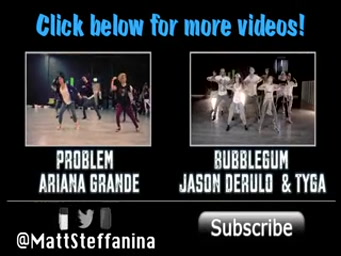 Click below for more videos!
PROBLEM
ARIANA GRANDE
BUBBLEGUM
JASON DERULO & TYGA
Subscribe
@MattSteffanina